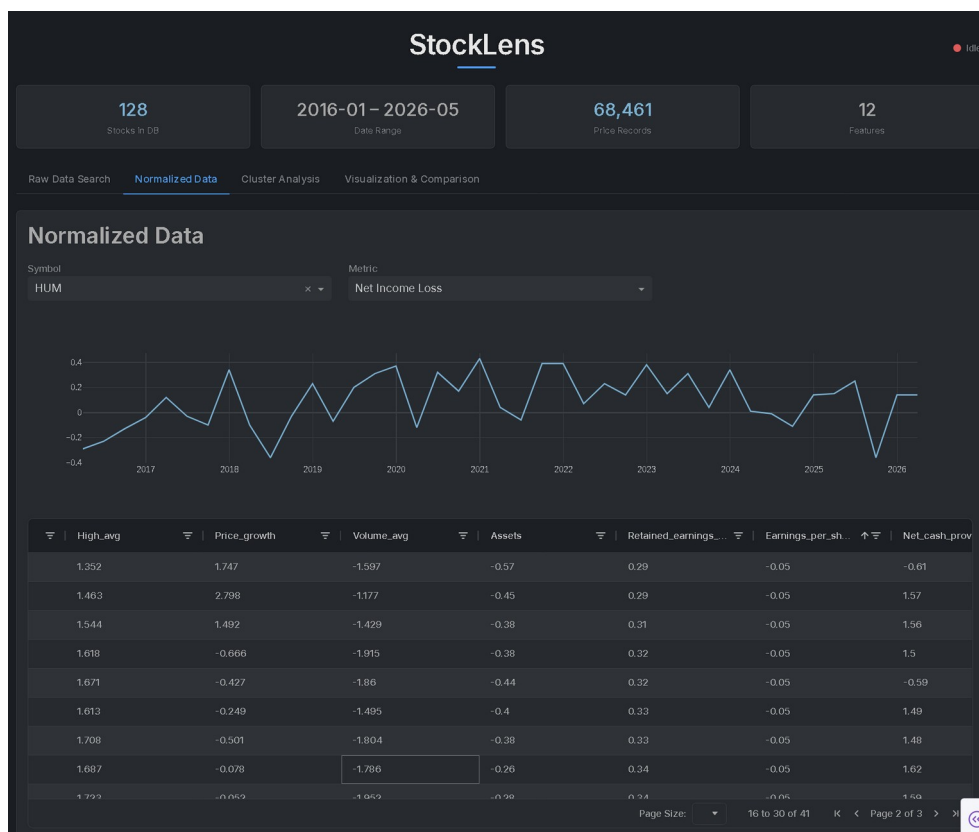 StockLens
Idle
128
Stocks In DB
2016-01 – 2026-05
Date Range
68,461
Price Records
12
Features
Raw Data Search Normalized Data Cluster Analysis Visualization & Comparison
Normalized Data
Symbol Metric
HUM × Net Income Loss
0.4
0.2
0
−0.2
−0.4
2017 2018 2019 2020 2021 2022 2023 2024 2025 2026
High_avg Price_growth Volume_avg Assets Retained_earnings_... Earnings_per_sh... Net_cash_prov
1.352 1.747 -1.597 -0.57 0.29 -0.05 -0.61
1.463 2.798 -1.177 -0.45 0.29 -0.05 1.57
1.544 1.492 -1.429 -0.38 0.31 -0.05 1.56
1.618 -0.666 -1.915 -0.38 0.32 -0.05 1.5
1.671 -0.427 -1.86 -0.44 0.32 -0.05 -0.59
1.613 -0.249 -1.495 -0.4 0.33 -0.05 1.49
1.708 -0.501 -1.804 -0.38 0.33 -0.05 1.48
1.687 -0.078 -1.786 -0.26 0.34 -0.05 1.62
Page Size: 16 to 30 of 41 Page 2 of 3